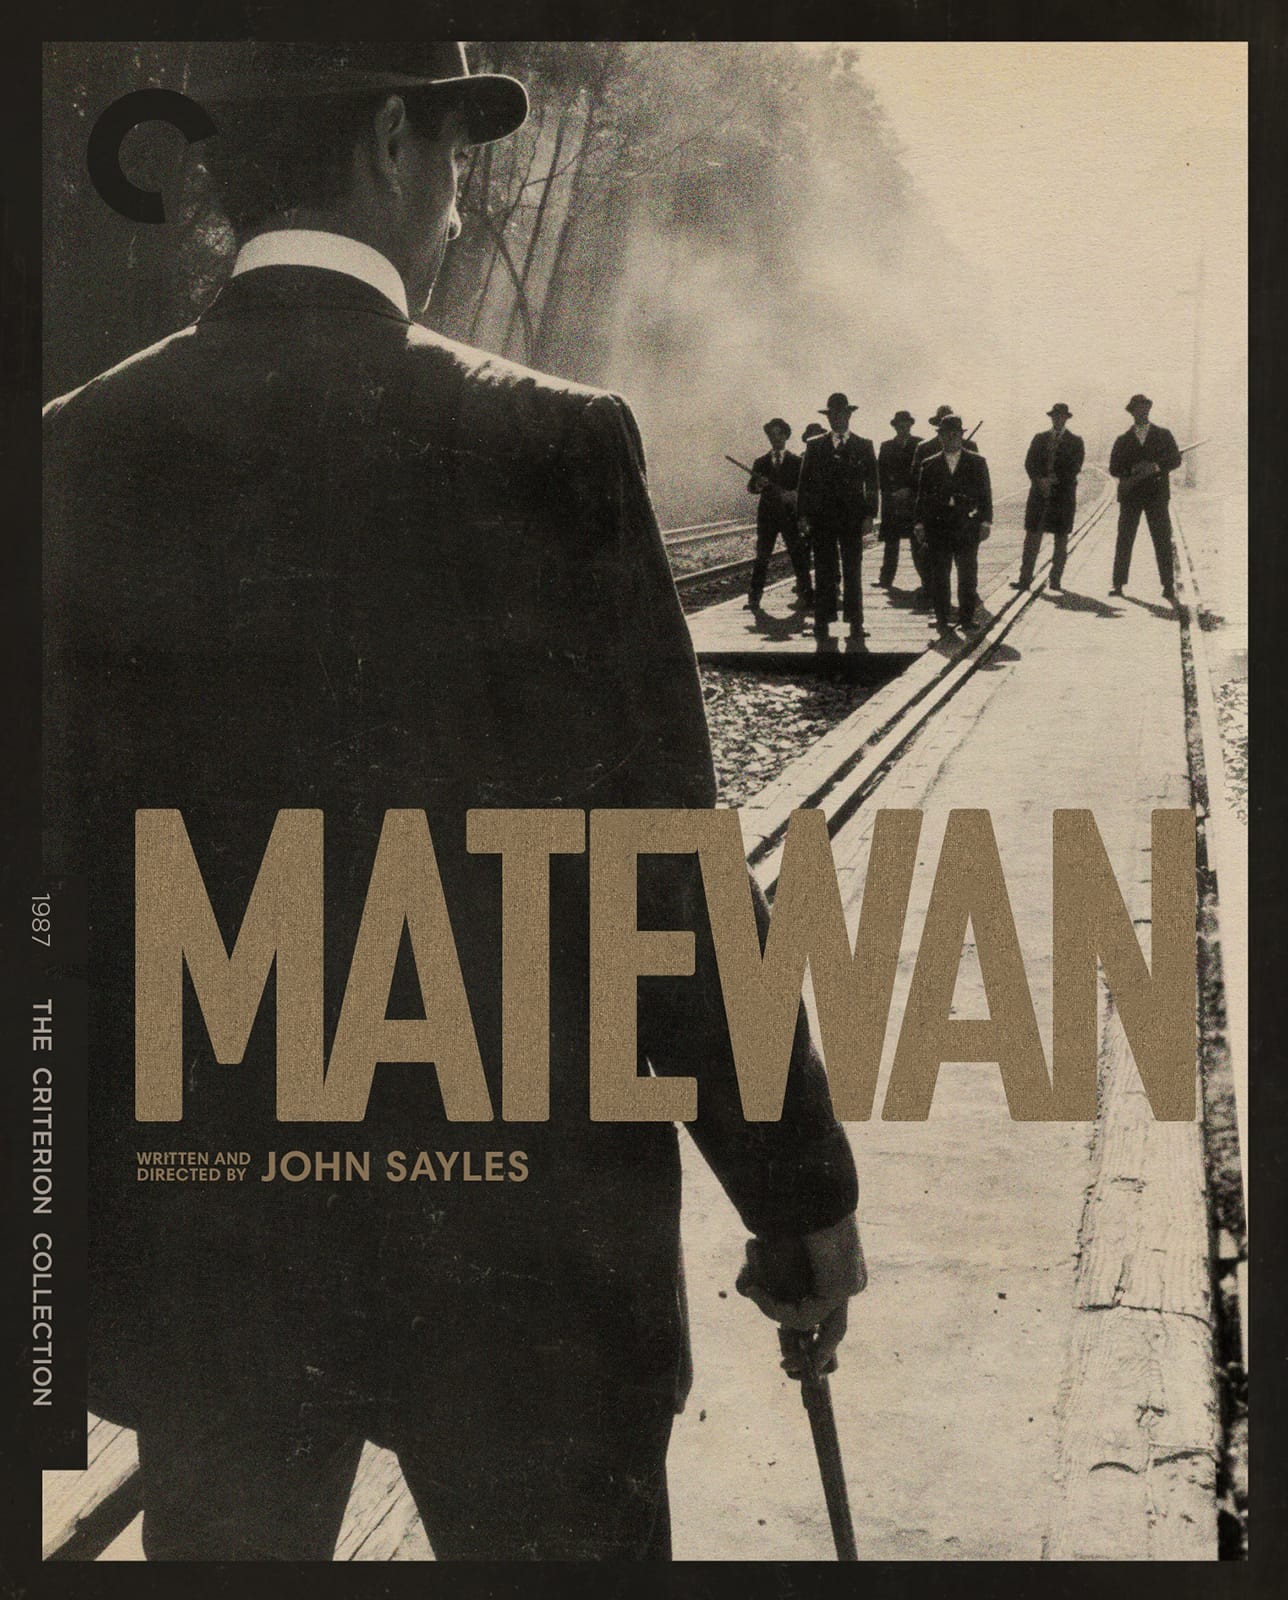 MATEWAN
WRITTEN AND
DIRECTED BY JOHN SAYLES
1987 THE CRITERION COLLECTION